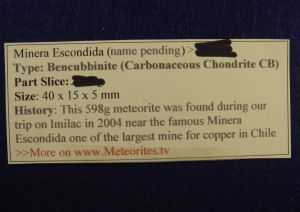 Minera Escondida (name pending) >
Type: Bencubbinite (Carbonaceous Chondrite CB)
Part Slice:
Size: 40 x 15 x 5 mm
History: This 598g meteorite was found during our
trip on Imilac in 2004 near the famous Minera
Escondida one of the largest mine for copper in Chile
>>More on www.Meteorites.tv